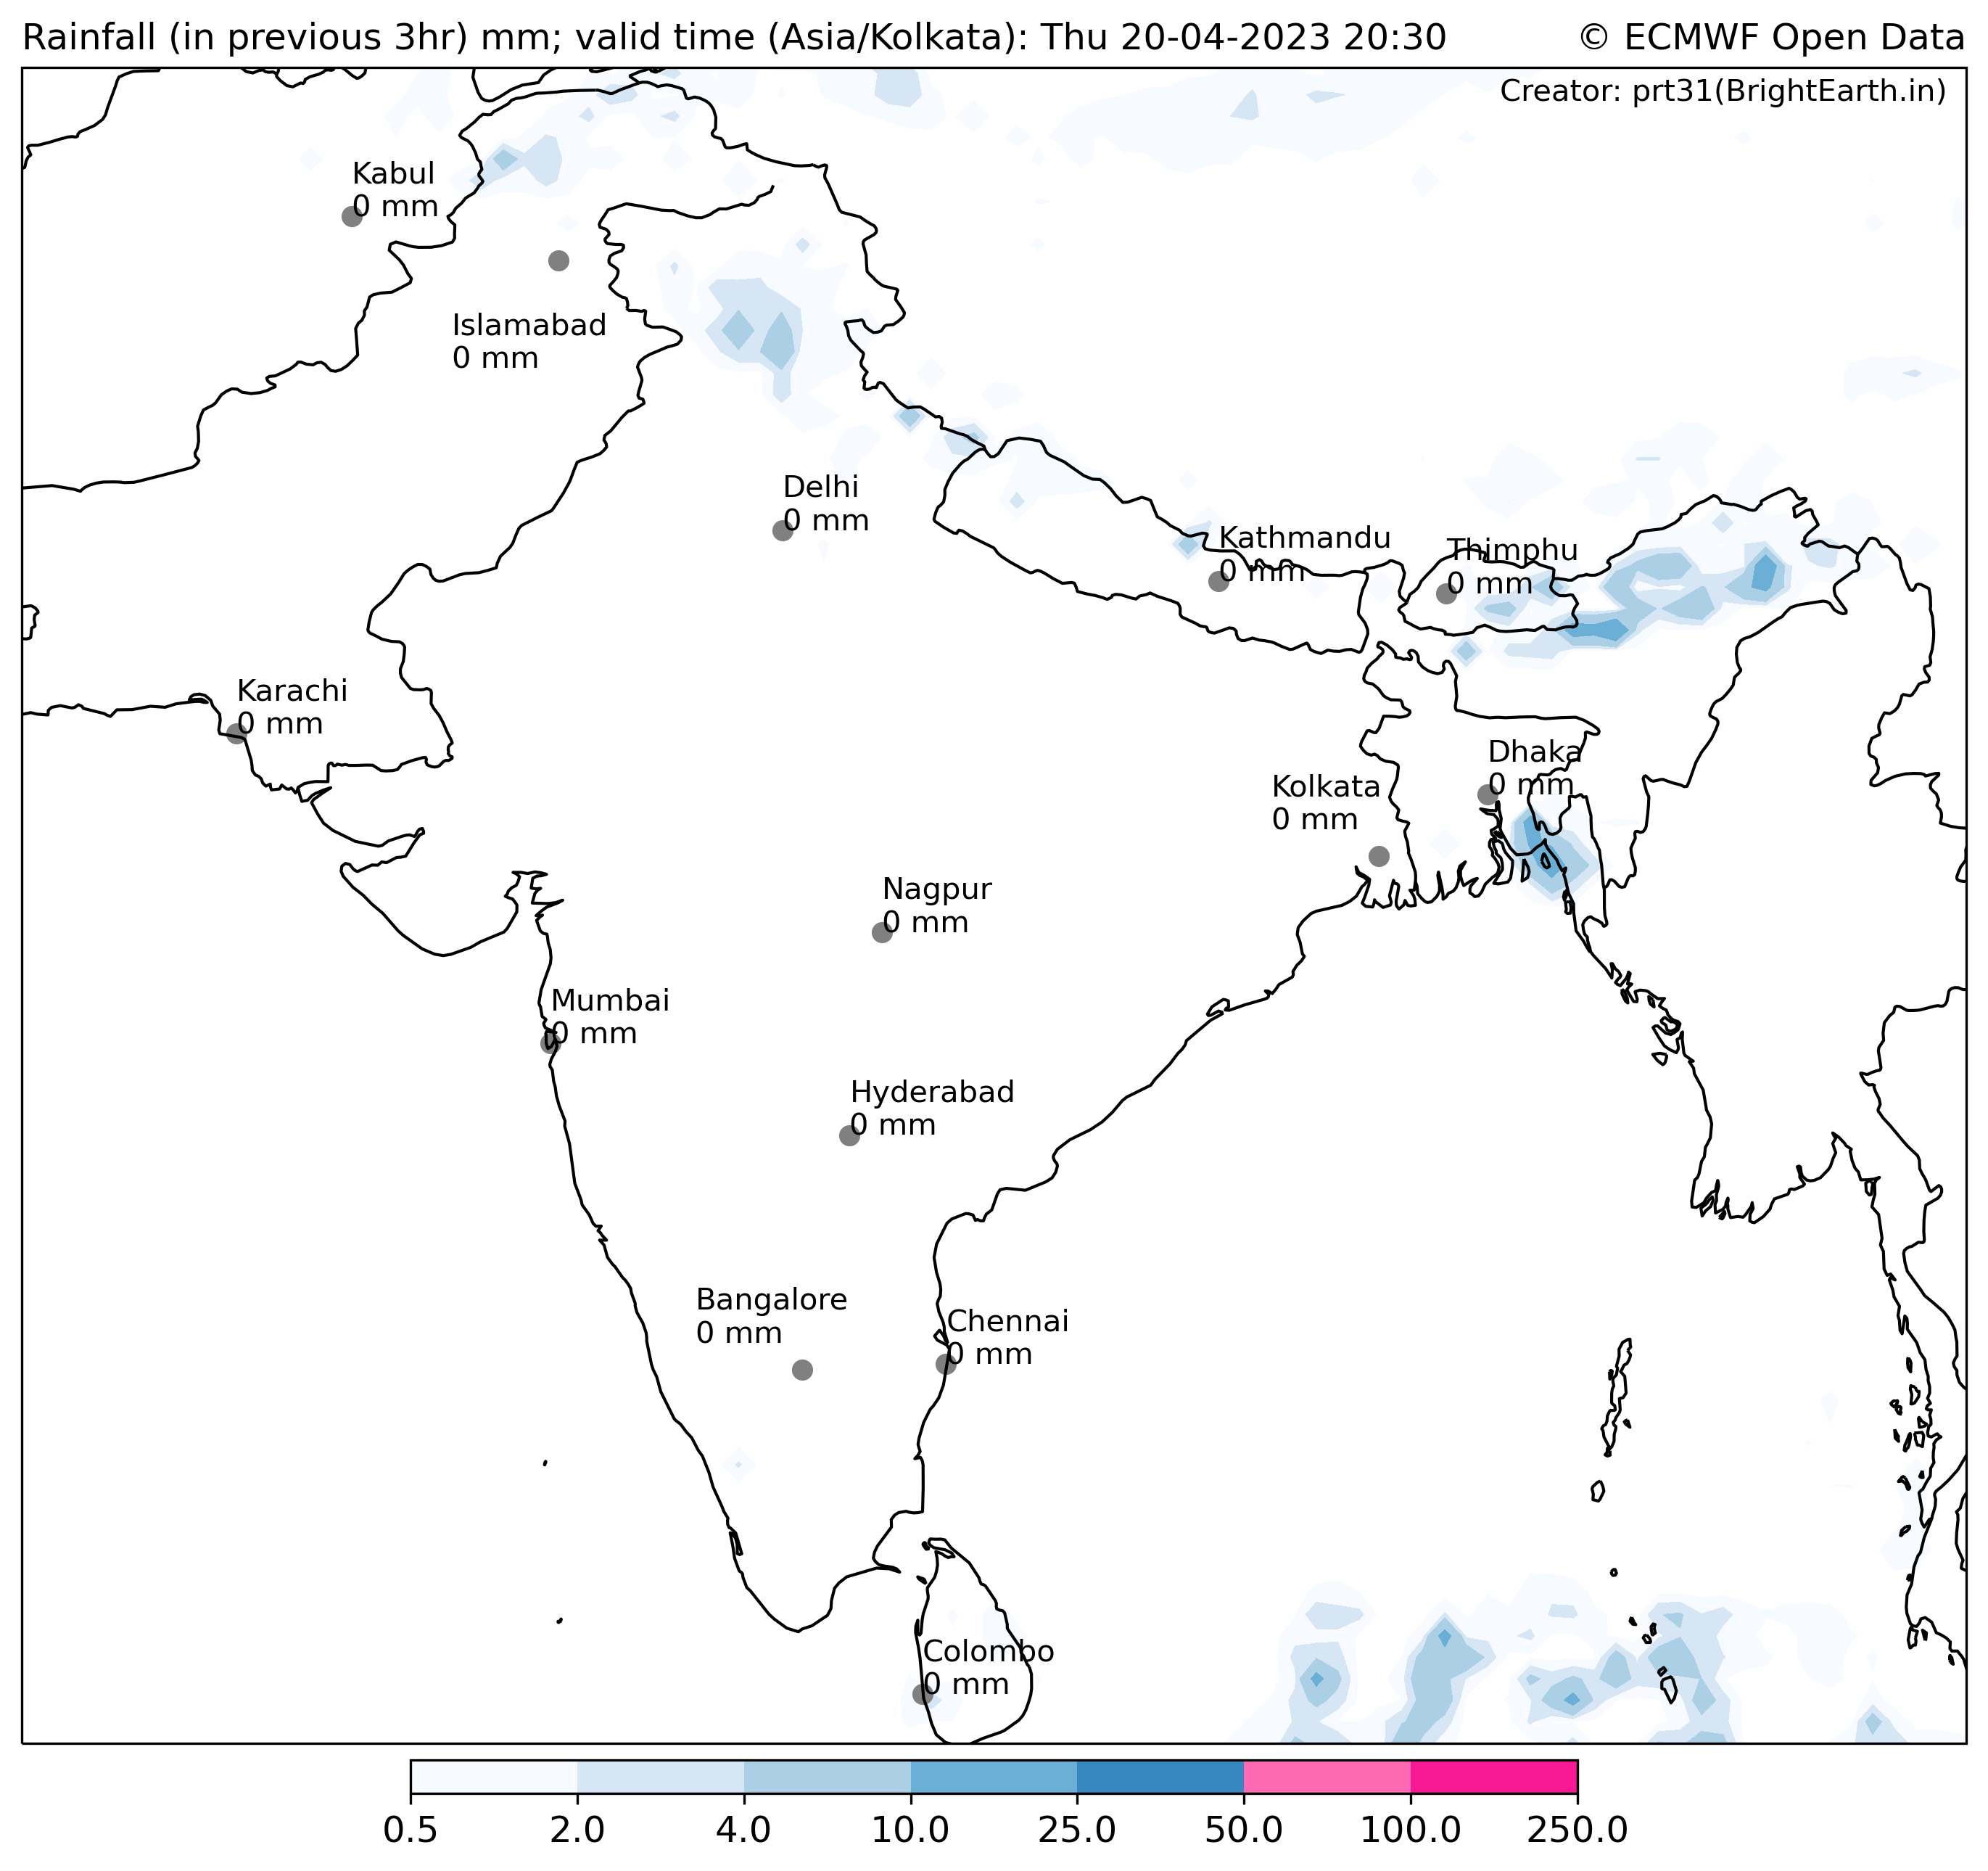 Rainfall (in previous 3hr) mm; valid time (Asia/Kolkata): Thu 20-04-2023 20:30
© ECMWF Open Data
Creator: prt31(BrightEarth.in)
Kabul
0 mm
Islamabad
0 mm
Delhi
0 mm
Kathmandu
0 mm
Thimphu
0 mm
Karachi
0 mm
Dhaka
0 mm
Kolkata
0 mm
Nagpur
0 mm
Mumbai
0 mm
Hyderabad
0 mm
Bangalore
0 mm
Chennai
0 mm
Colombo
0 mm
0.5 2.0 4.0 10.0 25.0 50.0 100.0 250.0